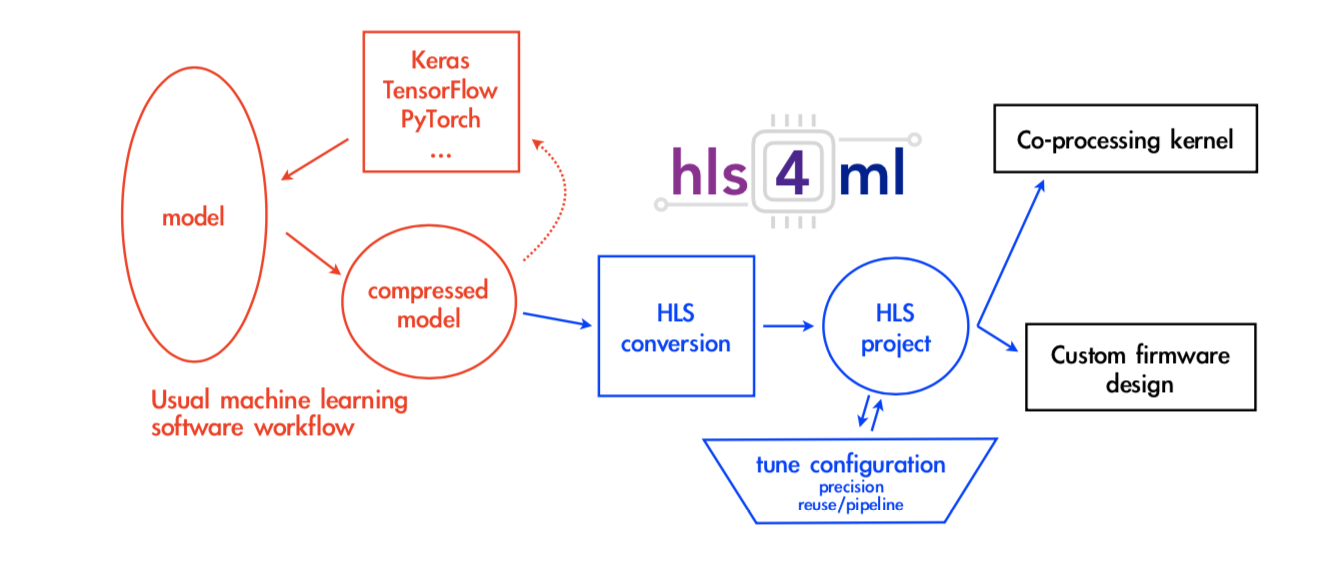 Keras
TensorFlow
PyTorch
...
model
compressed
model
Usual machine learning
software workflow
hls 4 ml
HLS
conversion
HLS
project
tune configuration
precision
reuse/pipeline
Co-processing kernel
Custom firmware
design